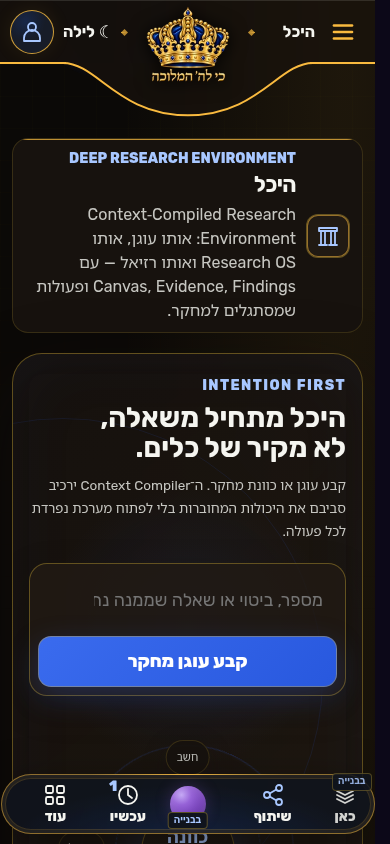 היכל
☾ לילה
כי לה' המלוכה
DEEP RESEARCH ENVIRONMENT
היכל
Context-Compiled Research
Environment: אותו עוגן, אותו
Research OS ואותו רזיאל — עם
Canvas, Evidence, Findings ופעולות
שמסתגלים למחקר.
INTENTION FIRST
היכל מתחיל משאלה,
לא מקיר של כלים.
קבע עוגן או כוונת מחקר. ה־Context Compiler ירכיב
סביבם את היכולות המחוברות בלי לפתוח מערכת נפרדת
לכל פעולה.
מספר, ביטוי או שאלה שממנה
קבע עוגן מחקר
חשב
כוונה
בבנייה
כאן
שיתוף
בבנייה
1
עכשיו
עוד